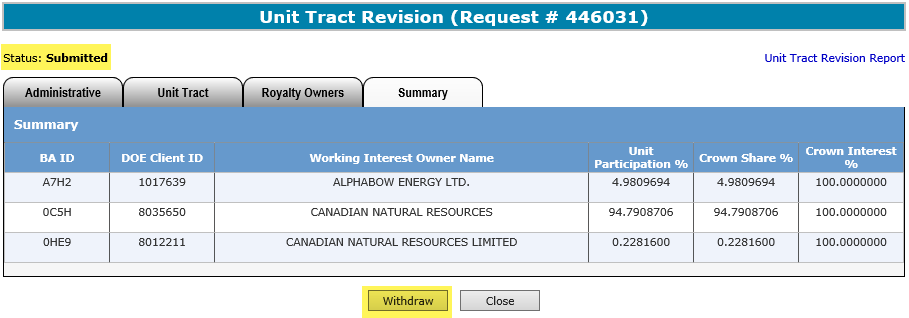 Unit Tract Revision (Request # 446031)
Status: Submitted
Unit Tract Revision Report
Administrative Unit Tract Royalty Owners Summary
Summary
BA ID DOE Client ID Working Interest Owner Name Unit Participation % Crown Share % Crown Interest %
A7H2 1017639 ALPHABOW ENERGY LTD. 4.9809694 4.9809694 100.0000000
0C5H 8035650 CANADIAN NATURAL RESOURCES 94.7908706 94.7908706 100.0000000
0HE9 8012211 CANADIAN NATURAL RESOURCES LIMITED 0.2281600 0.2281600 100.0000000
Withdraw Close